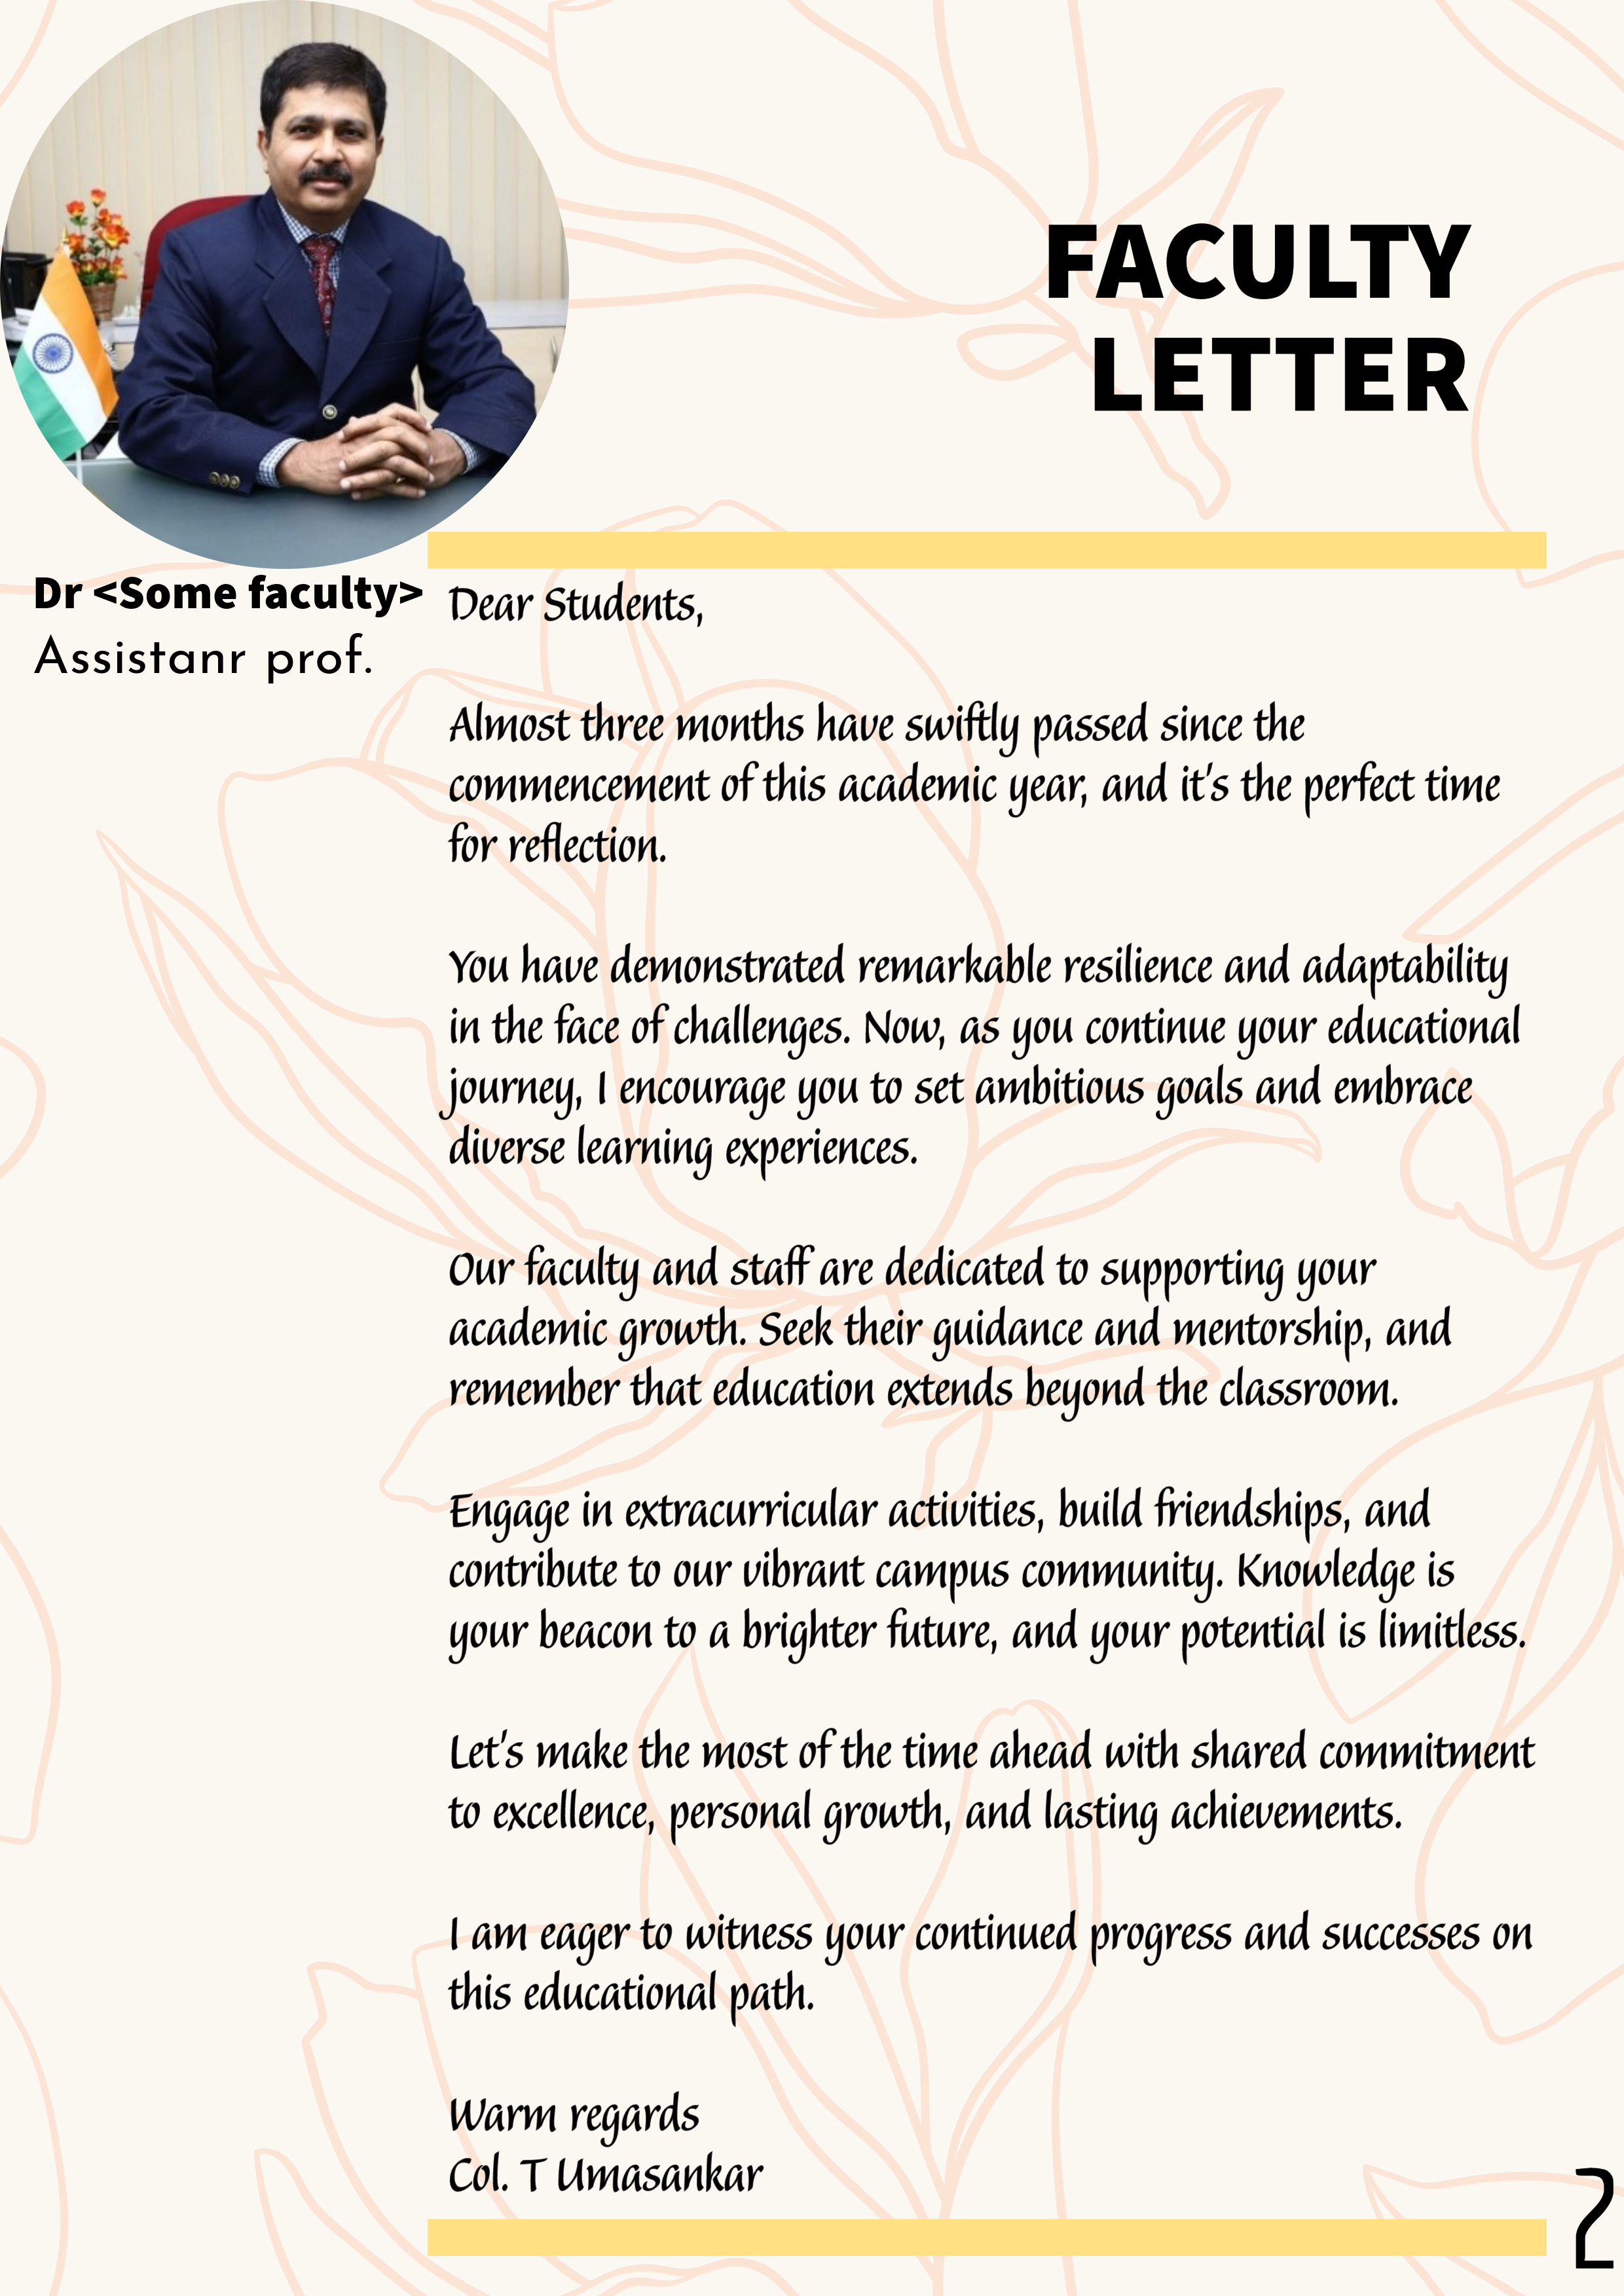 FACULTY
LETTER
Dr <Some faculty>
Assistanr prof.
Dear Students,
Almost three months have swiftly passed since the
commencement of this academic year, and it's the perfect time
for reflection.
You have demonstrated remarkable resilience and adaptability
in the face of challenges. Now, as you continue your educational
journey, I encourage you to set ambitious goals and embrace
diverse learning experiences.
Our faculty and staff are dedicated to supporting your
academic growth. Seek their guidance and mentorship, and
remember that education extends beyond the classroom.
Engage in extracurricular activities, build friendships, and
contribute to our vibrant campus community. Knowledge is
your beacon to a brighter future, and your potential is limitless.
Let's make the most of the time ahead with shared commitment
to excellence, personal growth, and lasting achievements.
I am eager to witness your continued progress and successes on
this educational path.
Warm regards
Col. T Umasankar
2